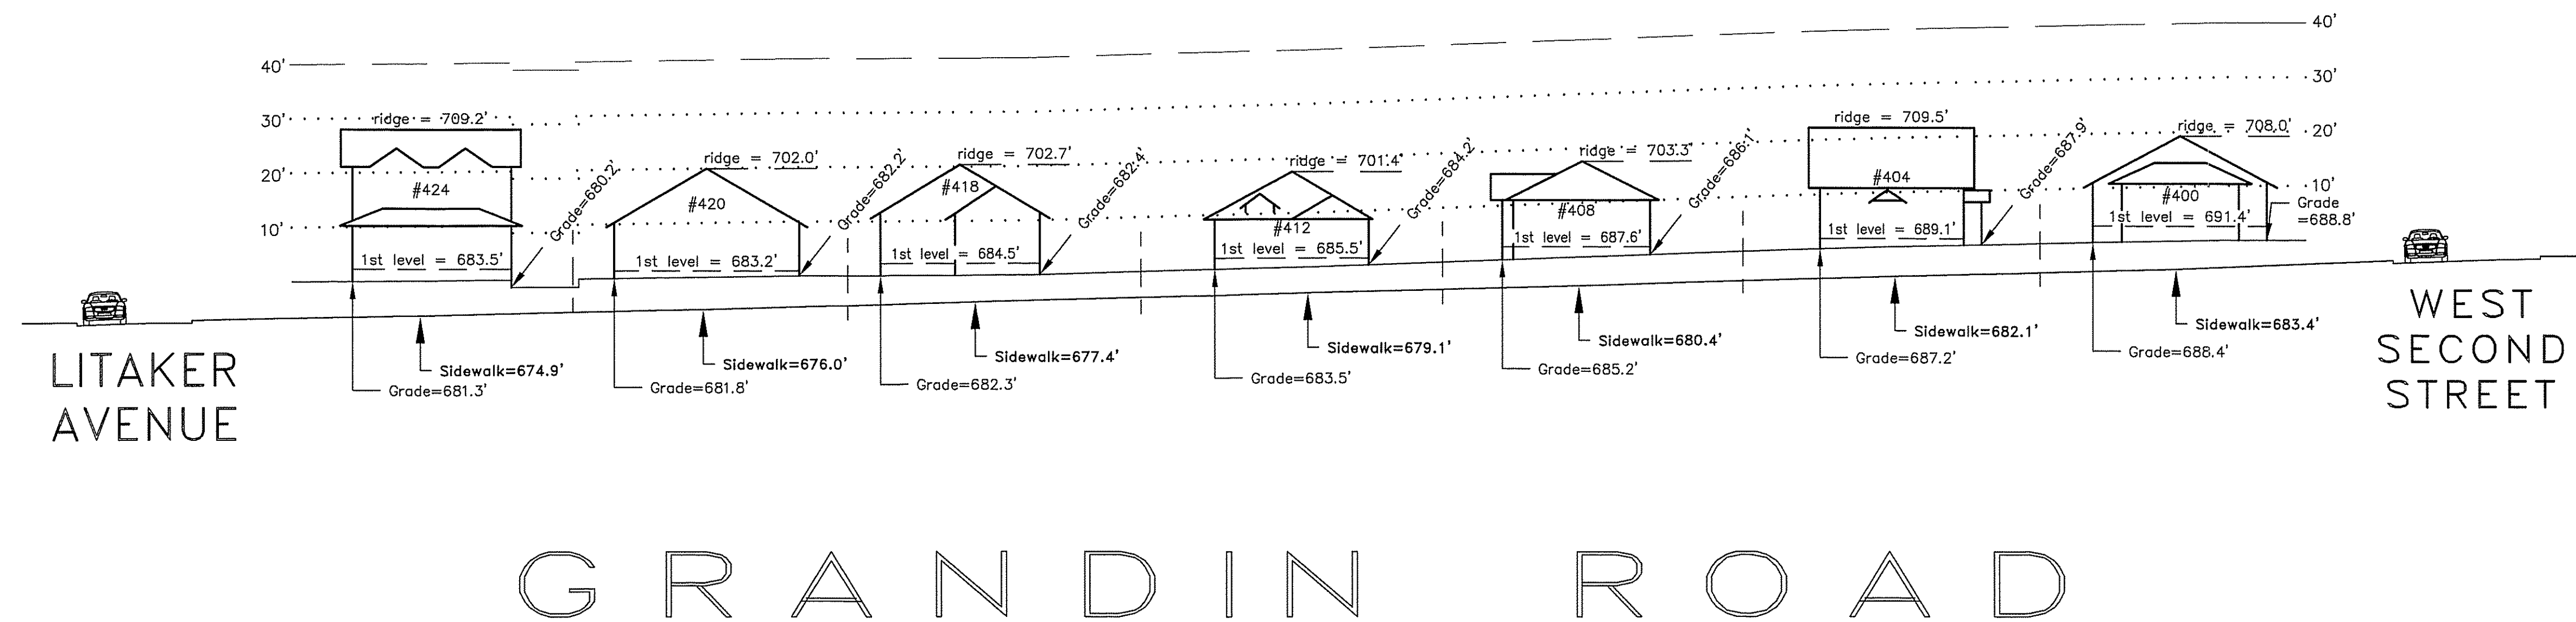 40'
30'
20'
10'
40'
30'
20'
10'
ridge = 709.2'
#424
1st level = 683.5'
Grade=680.2'
Sidewalk=674.9'
Grade=681.3'
ridge = 702.0'
#420
1st level = 683.2'
Grade=682.2'
Sidewalk=676.0'
Grade=681.8'
ridge = 702.7'
#418
1st level = 684.5'
Grade=682.4'
Sidewalk=677.4'
Grade=682.3'
ridge = 701.4'
#412
1st level = 685.5'
Grade=684.2'
Sidewalk=679.1'
Grade=683.5'
ridge = 703.3'
#408
1st level = 687.6'
Grade=686.1'
Sidewalk=680.4'
Grade=685.2'
ridge = 709.5'
#404
1st level = 689.1'
Grade=687.9'
Sidewalk=682.1'
Grade=687.2'
ridge = 708.0'
#400
1st level = 691.4'
Grade
=688.8'
Sidewalk=683.4'
Grade=688.4'
LITAKER
AVENUE
WEST
SECOND
STREET
GRANDIN ROAD